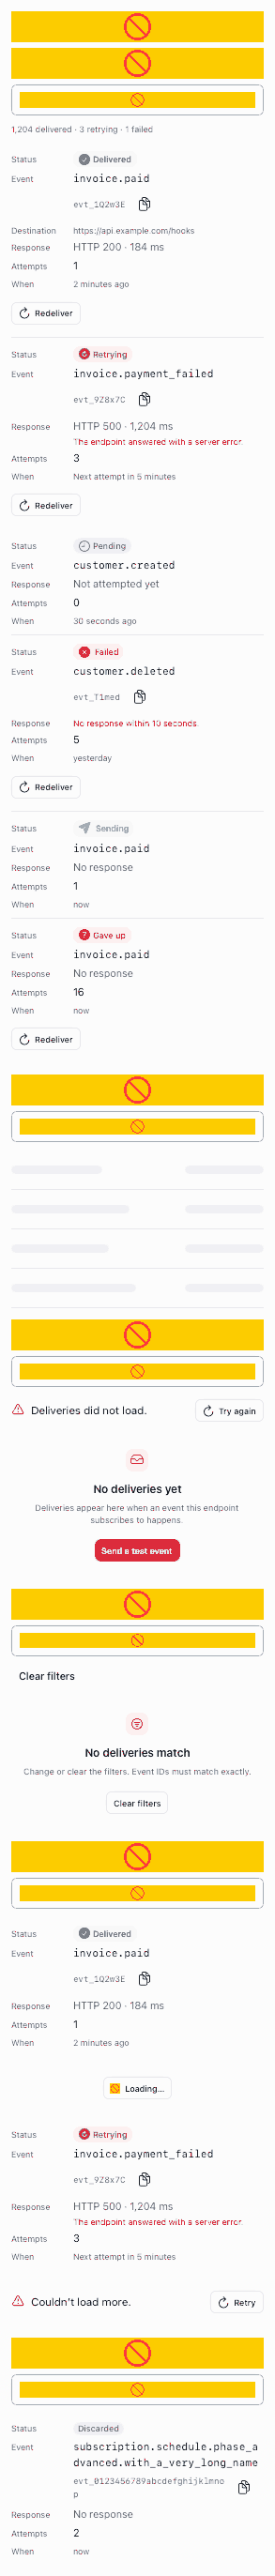 1,204 delivered · 3 retrying · 1 failed
Status Delivered
Event invoice.paid
evt_1Q2w3E
Destination https://api.example.com/hooks
Response HTTP 200 · 184 ms
Attempts 1
When 2 minutes ago
Redeliver
Status Retrying
Event invoice.payment_failed
evt_9Z8x7C
Response HTTP 500 · 1,204 ms
The endpoint answered with a server error.
Attempts 3
When Next attempt in 5 minutes
Redeliver
Status Pending
Event customer.created
Response Not attempted yet
Attempts 0
When 30 seconds ago
Status Failed
Event customer.deleted
evt_T1med
Response No response within 10 seconds.
Attempts 5
When yesterday
Redeliver
Status Sending
Event invoice.paid
Response No response
Attempts 1
When now
Status Gave up
Event invoice.paid
Response No response
Attempts 16
When now
Redeliver
Deliveries did not load.
Try again
No deliveries yet
Deliveries appear here when an event this endpoint
subscribes to happens.
Send a test event
Clear filters
No deliveries match
Change or clear the filters. Event IDs must match exactly.
Clear filters
Status Delivered
Event invoice.paid
evt_1Q2w3E
Response HTTP 200 · 184 ms
Attempts 1
When 2 minutes ago
Loading…
Status Retrying
Event invoice.payment_failed
evt_9Z8x7C
Response HTTP 500 · 1,204 ms
The endpoint answered with a server error.
Attempts 3
When Next attempt in 5 minutes
Couldn't load more.
Retry
Status Discarded
Event subscription.schedule.phase_a
dvanced.with_a_very_long_name
evt_0123456789abcdefghijklmno
p
Response No response
Attempts 2
When now